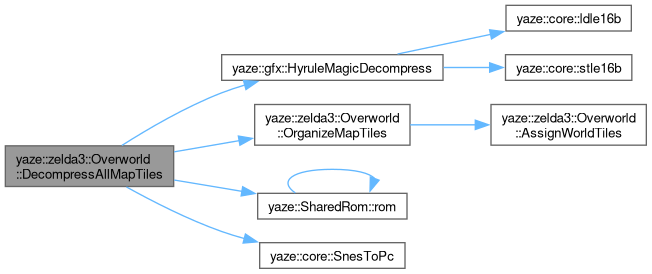 yaze::core::ldle16b
yaze::gfx::HyruleMagicDecompress
yaze::core::stle16b
yaze::zelda3::Overworld
::OrganizeMapTiles
yaze::zelda3::Overworld
::AssignWorldTiles
yaze::zelda3::Overworld
::DecompressAllMapTiles
yaze::SharedRom::rom
yaze::core::SnesToPc